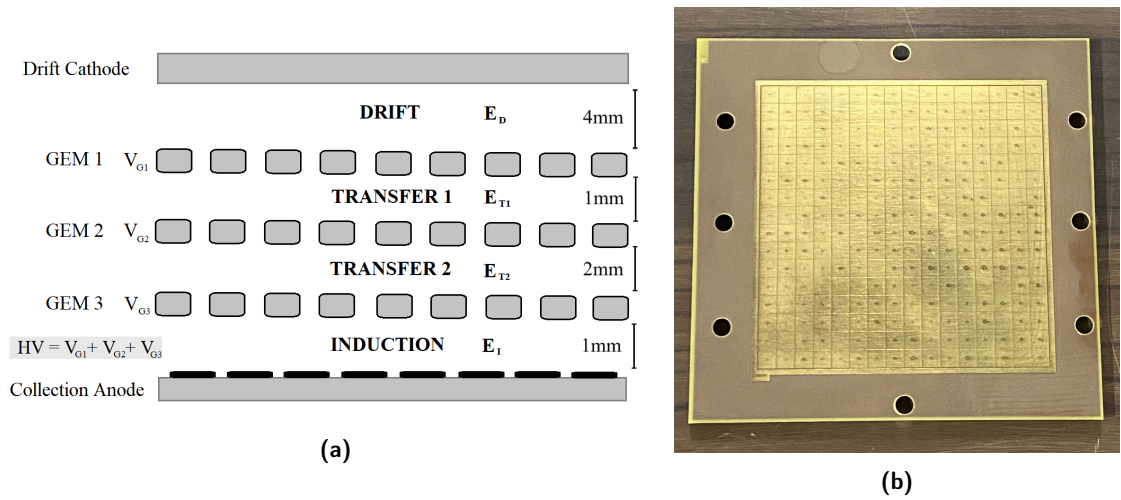 Drift Cathode
DRIFT E_D 4mm
GEM 1 V_G1
TRANSFER 1 E_T1 1mm
GEM 2 V_G2
TRANSFER 2 E_T2 2mm
GEM 3 V_G3
HV = V_G1 + V_G2 + V_G3 INDUCTION E_I 1mm
Collection Anode
(a)
(b)